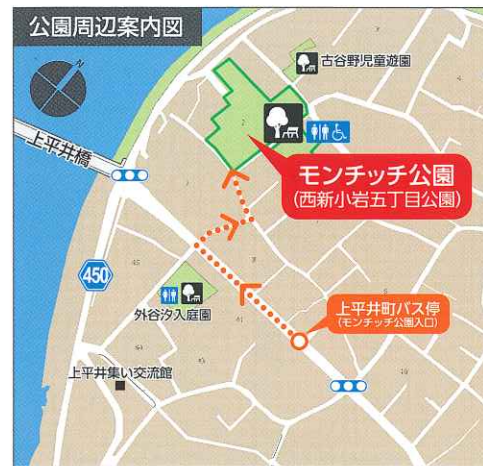 公園周辺案内図
N
古谷野児童遊園
上平井橋
モンチッチ公園
(西新小岩五丁目公園)
450
上平井町バス停
(モンチッチ公園入口)
外谷汐入庭園
上平井集い交流館